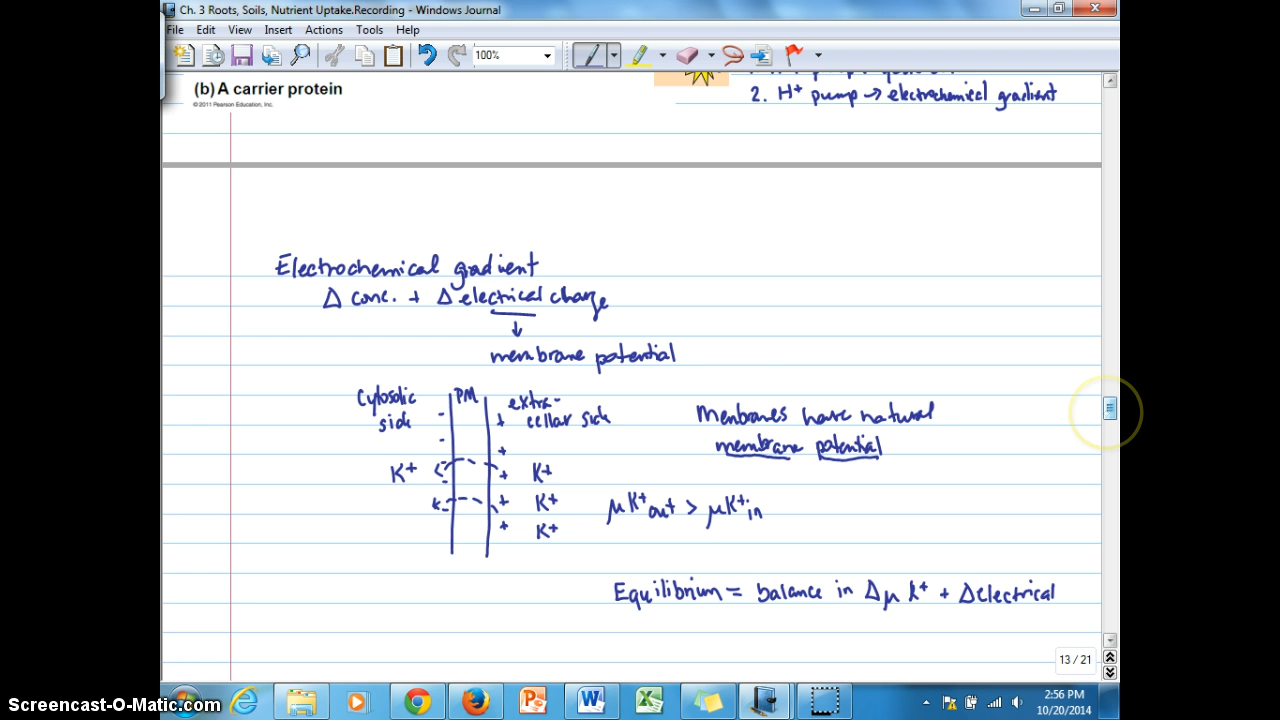 Ch. 3 Roots, Soils, Nutrient Uptake.Recording - Windows Journal
File Edit View Insert Actions Tools Help
100%
(b) A carrier protein
©2011 Pearson Education, Inc.
2. H+ pump → electrochemical gradient
Electrochemical gradient
Δ conc. + Δ electrical charge
↓
membrane potential
Cytosolic side
PM
extra-cellar side
- +
- +
K+ - + K+
- + K+
+ K+
Membranes have natural
membrane potential
μK+out > μK+in
Equilibrium = balance in Δμ K+ + Δelectrical
13 / 21
2:56 PM
10/20/2014
Screencast-O-Matic.com